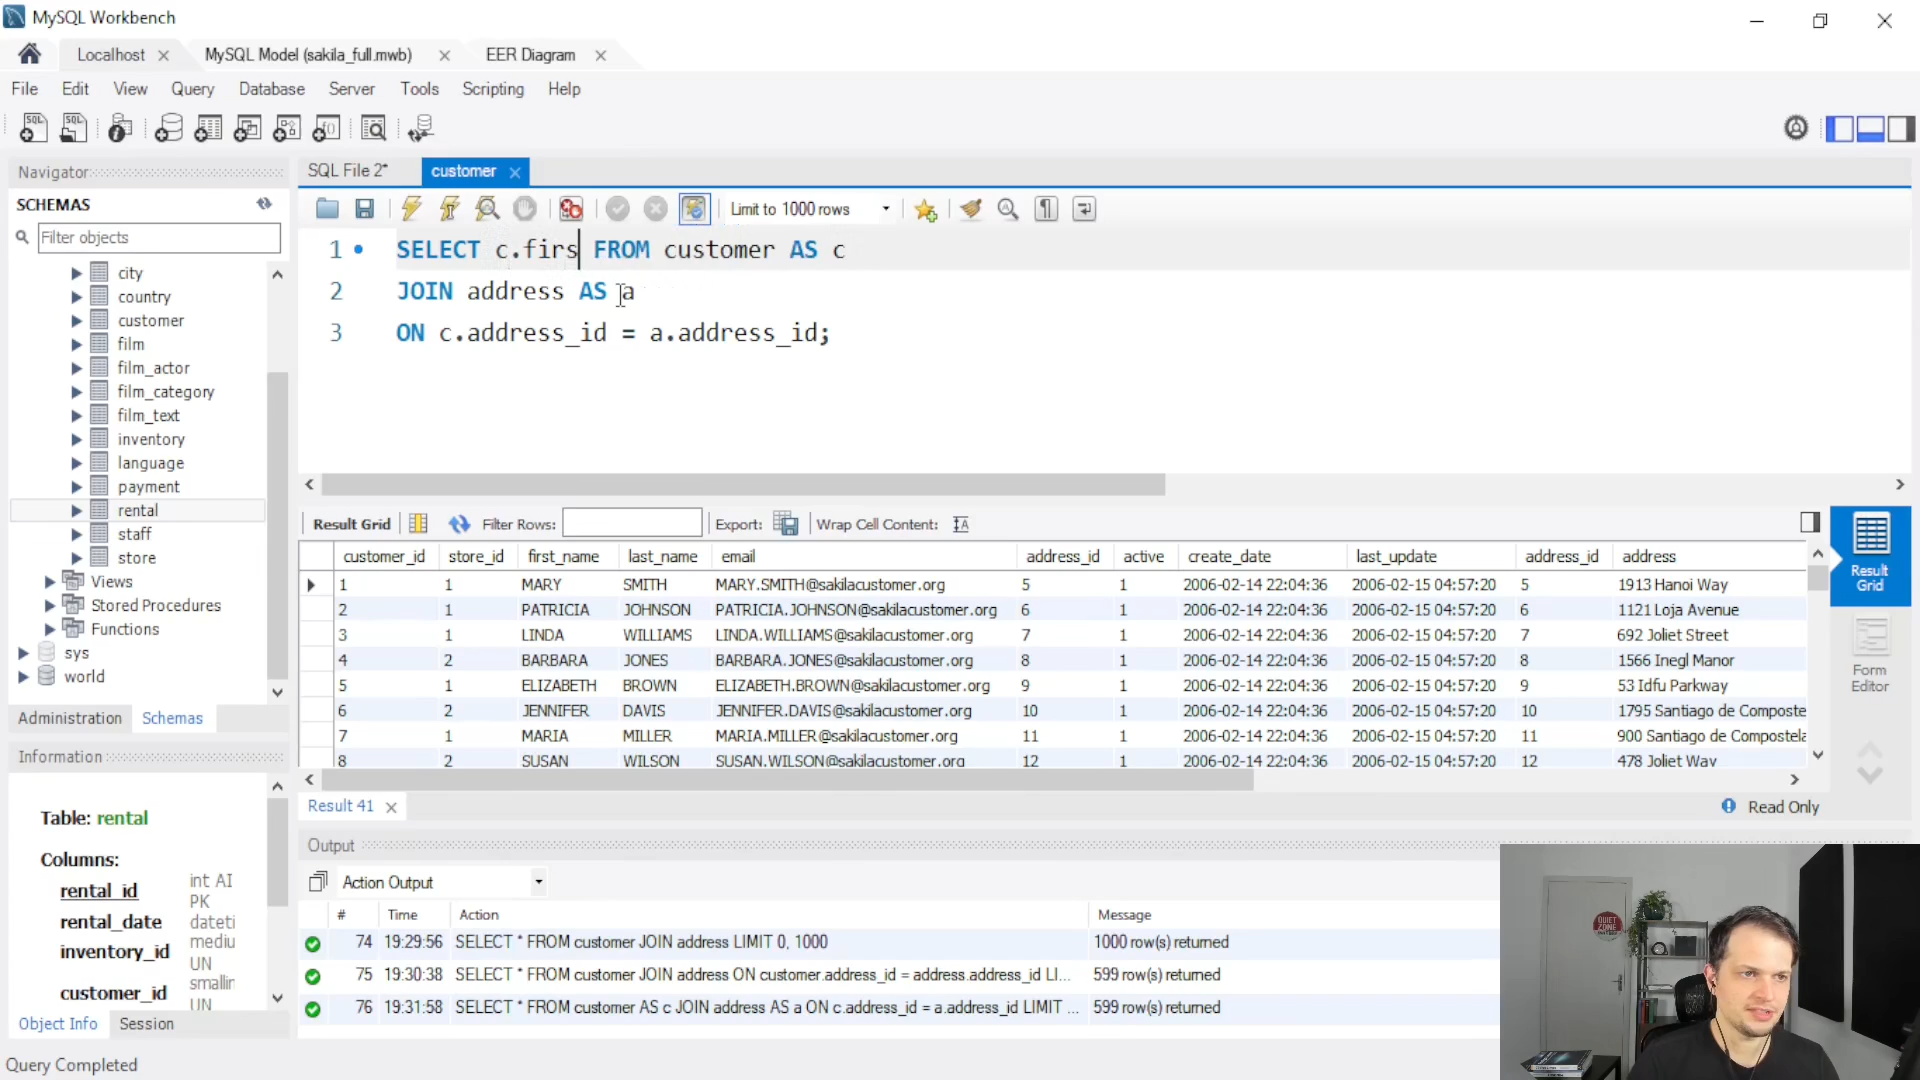 MySQL Workbench
Localhost
MySQL Model (sakila_full.mwb)
EER Diagram
File Edit View Query Database Server Tools Scripting Help
Navigator
SCHEMAS
Filter objects
city
country
customer
film
film_actor
film_category
film_text
inventory
language
payment
rental
staff
store
Views
Stored Procedures
Functions
sys
world
Administration Schemas
Information
Table: rental
Columns:
rental_id int AI
PK
rental_date dateti
inventory_id mediu
UN
customer_id smallir
UN
Object Info Session
Query Completed
SQL File 2* customer
Limit to 1000 rows
1 SELECT c.firs FROM customer AS c
2 JOIN address AS a
3 ON c.address_id = a.address_id;
Result Grid Filter Rows: Export: Wrap Cell Content:
customer_id store_id first_name last_name email address_id active create_date last_update address_id address
1 1 MARY SMITH MARY.SMITH@sakilacustomer.org 5 1 2006-02-14 22:04:36 2006-02-15 04:57:20 5 1913 Hanoi Way
2 1 PATRICIA JOHNSON PATRICIA.JOHNSON@sakilacustomer.org 6 1 2006-02-14 22:04:36 2006-02-15 04:57:20 6 1121 Loja Avenue
3 1 LINDA WILLIAMS LINDA.WILLIAMS@sakilacustomer.org 7 1 2006-02-14 22:04:36 2006-02-15 04:57:20 7 692 Joliet Street
4 2 BARBARA JONES BARBARA.JONES@sakilacustomer.org 8 1 2006-02-14 22:04:36 2006-02-15 04:57:20 8 1566 Inegl Manor
5 1 ELIZABETH BROWN ELIZABETH.BROWN@sakilacustomer.org 9 1 2006-02-14 22:04:36 2006-02-15 04:57:20 9 53 Idfu Parkway
6 2 JENNIFER DAVIS JENNIFER.DAVIS@sakilacustomer.org 10 1 2006-02-14 22:04:36 2006-02-15 04:57:20 10 1795 Santiago de Composte
7 1 MARIA MILLER MARIA.MILLER@sakilacustomer.org 11 1 2006-02-14 22:04:36 2006-02-15 04:57:20 11 900 Santiago de Compostela
8 2 SUSAN WILSON SUSAN.WILSON@sakilacustomer.org 12 1 2006-02-14 22:04:36 2006-02-15 04:57:20 12 478 Joliet Way
Result
Grid
Form
Editor
Result 41
Read Only
Output
Action Output
# Time Action Message
74 19:29:56 SELECT * FROM customer JOIN address LIMIT 0, 1000 1000 row(s) returned
75 19:30:38 SELECT * FROM customer JOIN address ON customer.address_id = address.address_id LI... 599 row(s) returned
76 19:31:58 SELECT * FROM customer AS c JOIN address AS a ON c.address_id = a.address_id LIMIT ... 599 row(s) returned
QUIET
ZONE